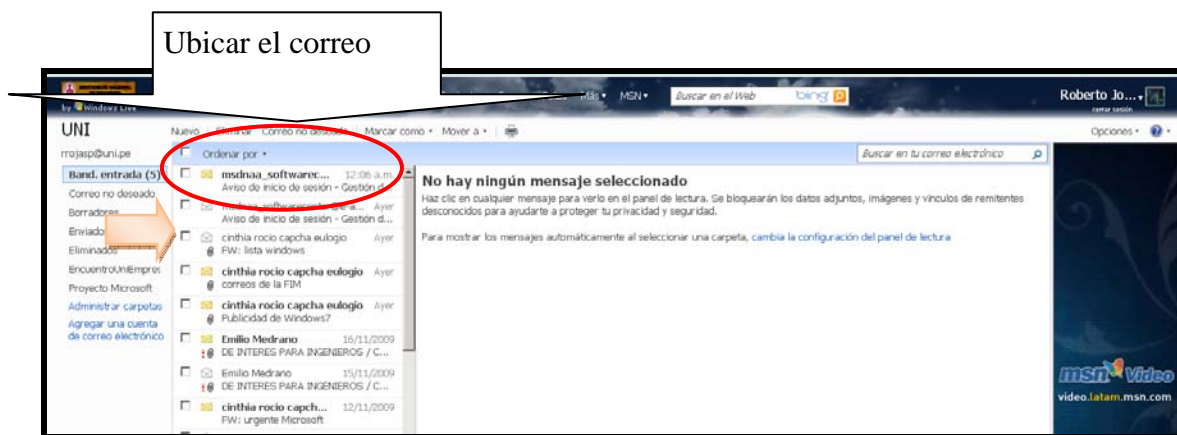 Ubicar el correo
by Windows Live
Más MSN
Buscar en el Web
bing
Roberto Jo...
cerrar sesión
UNI
Nuevo Eliminar Correo no deseado Marcar como Mover a
Opciones
rrojasp@uni.pe
Ordenar por
Buscar en tu correo electrónico
Band. entrada (5)
Correo no deseado
Borradores
Enviado
Eliminados
EncuentroUniEmpres
Proyecto Microsoft
Administrar carpetas
Agregar una cuenta
de correo electrónico
msdnaa_softwarec... 12:06 a.m.
Aviso de inicio de sesión - Gestión d...
Ayer
Aviso de inicio de sesión - Gestión d...
cinthia rocio capcha eulogio Ayer
FW: lista windows
cinthia rocio capcha eulogio Ayer
correos de la FIM
cinthia rocio capcha eulogio Ayer
Publicidad de Windows7
Emilio Medrano 16/11/2009
DE INTERES PARA INGENIEROS / C...
Emilio Medrano 15/11/2009
DE INTERES PARA INGENIEROS / C...
cinthia rocio capch... 12/11/2009
FW: urgente Microsoft
No hay ningún mensaje seleccionado
Haz clic en cualquier mensaje para verlo en el panel de lectura. Se bloquearán los datos adjuntos, imágenes y vínculos de remitentes
desconocidos para ayudarte a proteger tu privacidad y seguridad.
Para mostrar los mensajes automáticamente al seleccionar una carpeta, cambia la configuración del panel de lectura
msn Video
video.latam.msn.com